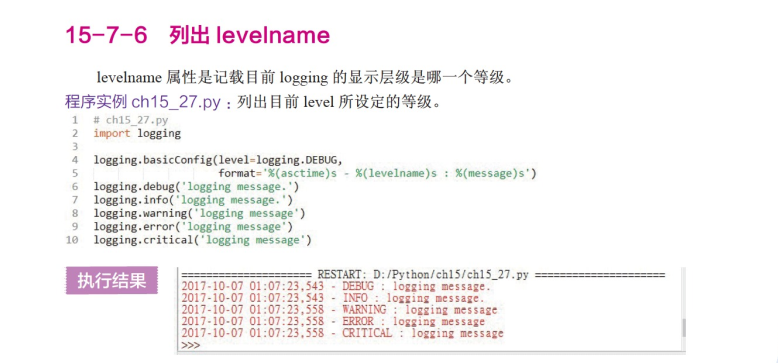 15-7-6 列出 levelname
levelname 属性是记载目前 logging 的显示层级是哪一个等级。
程序实例 ch15_27.py：列出目前 level 所设定的等级。
1 # ch15_27.py
2 import logging
3
4 logging.basicConfig(level=logging.DEBUG,
5 format='%(asctime)s - %(levelname)s : %(message)s')
6 logging.debug('logging message.')
7 logging.info('logging message.')
8 logging.warning('logging message')
9 logging.error('logging message')
10 logging.critical('logging message')
执行结果
===================== RESTART: D:/Python/ch15/ch15_27.py =====================
2017-10-07 01:07:23,543 - DEBUG : logging message.
2017-10-07 01:07:23,543 - INFO : logging message.
2017-10-07 01:07:23,558 - WARNING : logging message
2017-10-07 01:07:23,558 - ERROR : logging message
2017-10-07 01:07:23,558 - CRITICAL : logging message
>>>